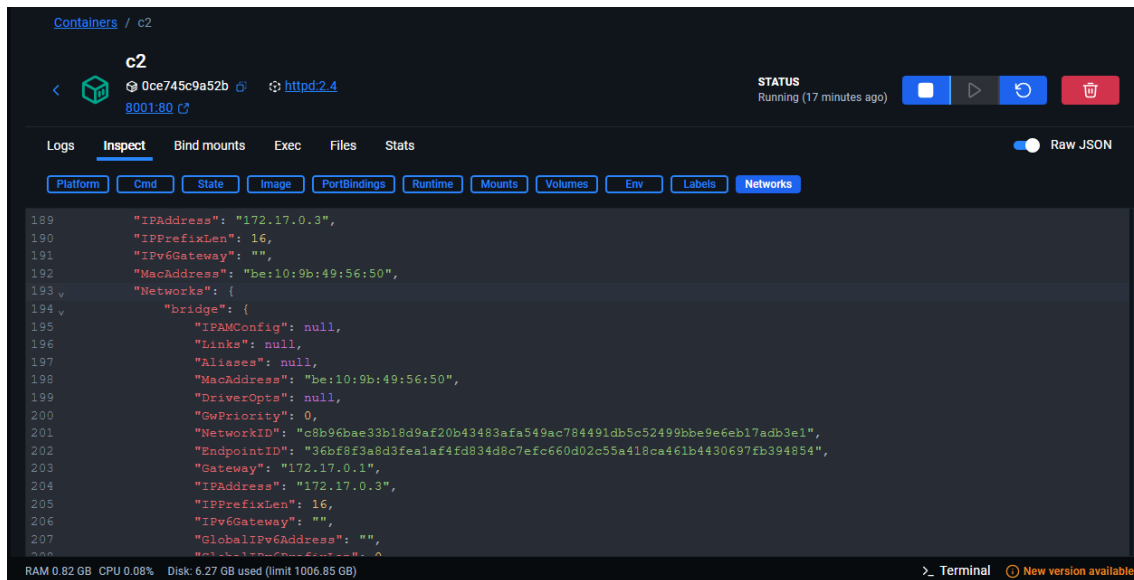 Containers / c2
c2
0ce745c9a52b httpd:2.4
8001:80
STATUS
Running (17 minutes ago)
Logs Inspect Bind mounts Exec Files Stats Raw JSON
Platform Cmd State Image PortBindings Runtime Mounts Volumes Env Labels Networks
189 "IPAddress": "172.17.0.3",
190 "IPPrefixLen": 16,
191 "IPv6Gateway": "",
192 "MacAddress": "be:10:9b:49:56:50",
193 "Networks": {
194 "bridge": {
195 "IPAMConfig": null,
196 "Links": null,
197 "Aliases": null,
198 "MacAddress": "be:10:9b:49:56:50",
199 "DriverOpts": null,
200 "GwPriority": 0,
201 "NetworkID": "c8b96bae33b18d9af20b43483afa549ac784491db5c52499bbe9e6eb17adb3e1",
202 "EndpointID": "36bf8f3a8d3fea1af4fd834d8c7efc660d02c55a418ca461b4430697fb394854",
203 "Gateway": "172.17.0.1",
204 "IPAddress": "172.17.0.3",
205 "IPPrefixLen": 16,
206 "IPv6Gateway": "",
207 "GlobalIPv6Address": "",
208 "GlobalIPv6PrefixLen": 0,
RAM 0.82 GB CPU 0.08% Disk: 6.27 GB used (limit 1006.85 GB) Terminal New version available